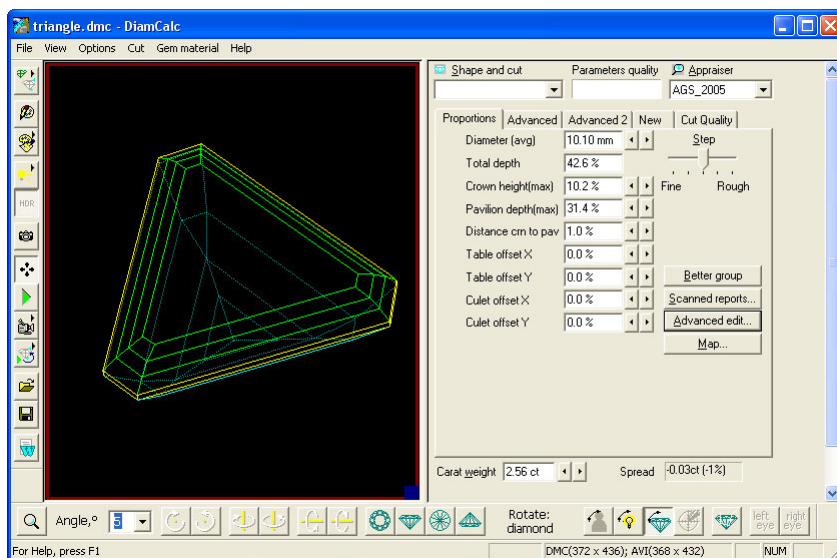 triangle.dmc - DiamCalc
File View Options Cut Gem material Help
Shape and cut Parameters quality Appraiser
AGS_2005
Proportions Advanced Advanced 2 New Cut Quality
Diameter (avg) 10.10 mm Step
Total depth 42.6 %
Crown height(max) 10.2 % Fine Rough
Pavilion depth(max) 31.4 %
Distance crn to pav 1.0 %
Table offset X 0.0 %
Table offset Y 0.0 % Better group
Culet offset X 0.0 % Scanned reports...
Culet offset Y 0.0 % Advanced edit...
Map...
HDR
Carat weight 2.56 ct Spread -0.03ct (-1%)
Angle,° 5 Rotate: diamond left eye right eye
For Help, press F1 DMC(372 x 436); AVI(368 x 432) NUM